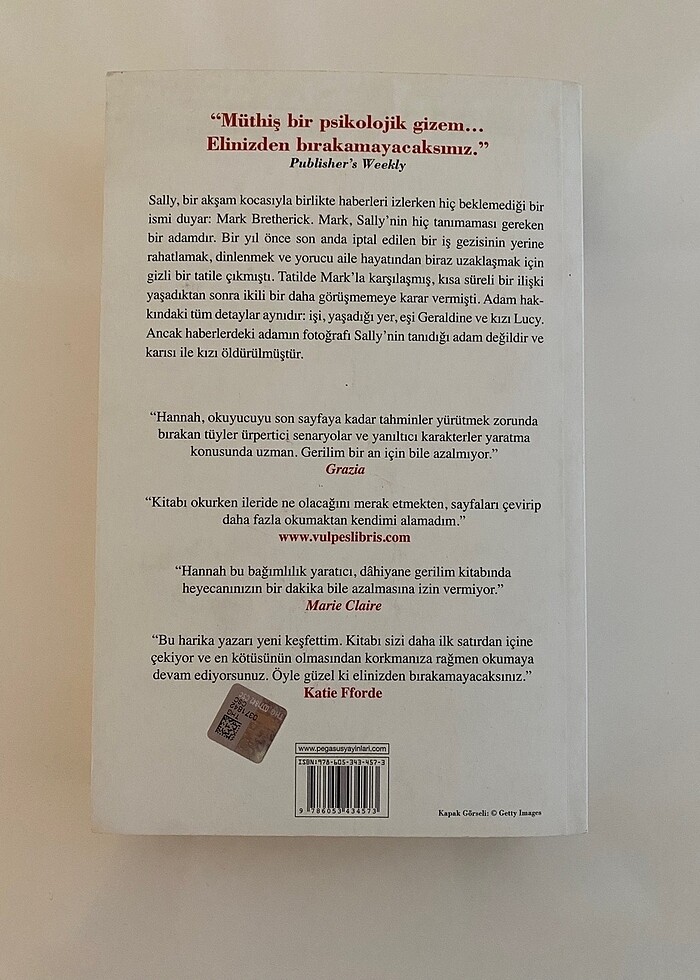 “Müthiş bir psikolojik gizem...
Elinizden bırakamayacaksınız.”
Publisher’s Weekly
Sally, bir akşam kocasıyla birlikte haberleri izlerken hiç beklemediği bir
ismi duyar: Mark Bretherick. Mark, Sally’nin hiç tanımaması gereken
bir adamdır. Bir yıl önce son anda iptal edilen bir iş gezisinin yerine
rahatlamak, dinlenmek ve yorucu aile hayatından biraz uzaklaşmak için
gizli bir tatile çıkmıştı. Tatilde Mark’la karşılaşmış, kısa süreli bir ilişki
yaşadıktan sonra ikili bir daha görüşmemeye karar vermişti. Adam hak-
kındaki tüm detaylar aynıdır: işi, yaşadığı yer, eşi Geraldine ve kızı Lucy.
Ancak haberlerdeki adamın fotoğrafı Sally’nin tanıdığı adam değildir ve
karısı ile kızı öldürülmüştür.
“Hannah, okuyucuyu son sayfaya kadar tahminler yürütmek zorunda
bırakan tüyler ürpertici senaryolar ve yanıltıcı karakterler yaratma
konusunda uzman. Gerilim bir an için bile azalmıyor.”
Grazia
“Kitabı okurken ileride ne olacağını merak etmekten, sayfaları çevirip
daha fazla okumaktan kendimi alamadım.”
www.vulpeslibris.com
“Hannah bu bağımlılık yaratıcı, dâhiyane gerilim kitabında
heyecanınızın bir dakika bile azalmasına izin vermiyor.”
Marie Claire
“Bu harika yazarı yeni keşfettim. Kitabı sizi daha ilk satırdan içine
çekiyor ve en kötüsünün olmasından korkmanıza rağmen okumaya
devam ediyorsunuz. Öyle güzel ki elinizden bırakamayacaksınız.”
Katie Fforde
0371842
www.pegasusyayinlari.com
ISBN:978-605-343-457-3
9 786053 434573
Kapak Görseli: © Getty Images